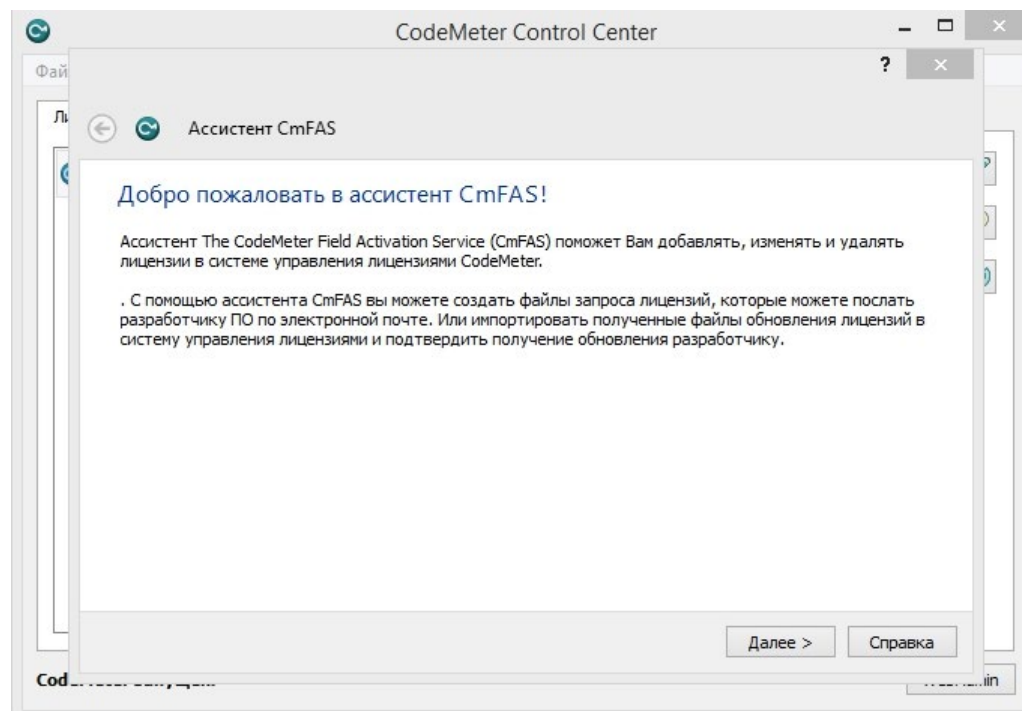 CodeMeter Control Center
Фай
?
Ли
Ассистент CmFAS
Добро пожаловать в ассистент CmFAS!
Ассистент The CodeMeter Field Activation Service (CmFAS) поможет Вам добавлять, изменять и удалять
лицензии в системе управления лицензиями CodeMeter.
. С помощью ассистента CmFAS вы можете создать файлы запроса лицензий, которые можете послать
разработчику ПО по электронной почте. Или импортировать полученные файлы обновления лицензий в
систему управления лицензиями и подтвердить получение обновления разработчику.
Далее >
Справка
Cod
in